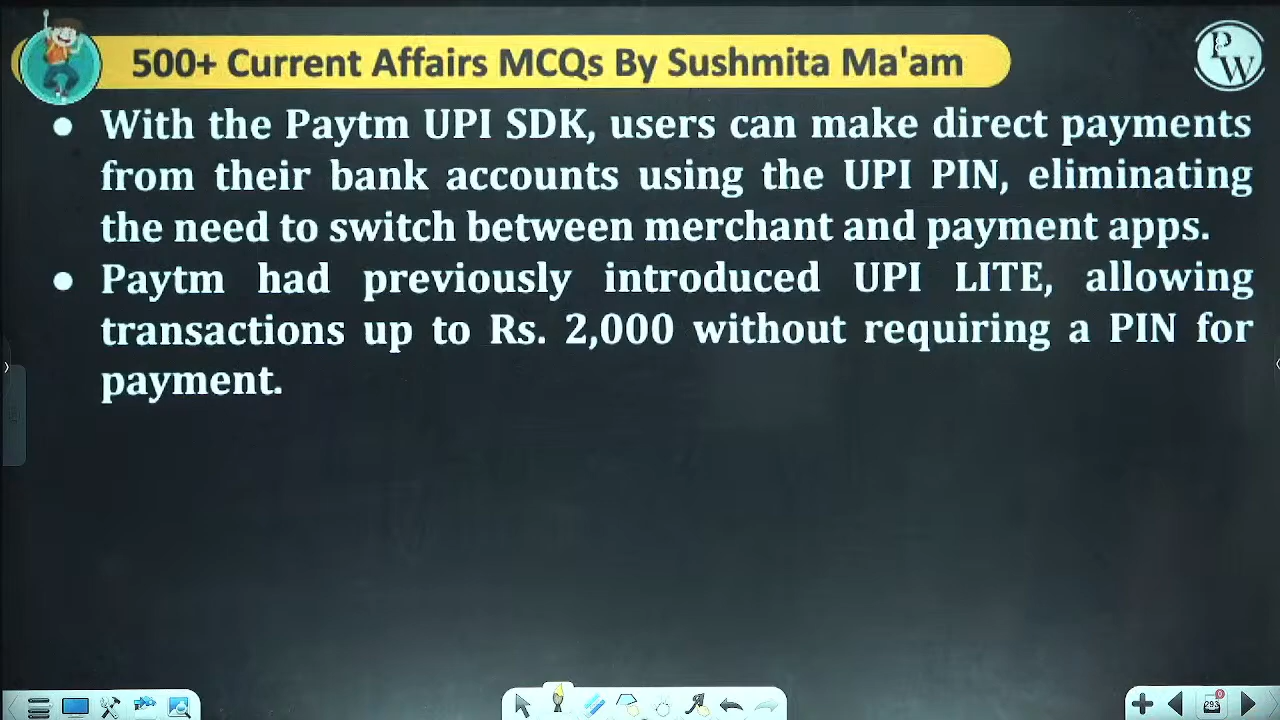 500+ Current Affairs MCQs By Sushmita Ma'am
PW
• With the Paytm UPI SDK, users can make direct payments
from their bank accounts using the UPI PIN, eliminating
the need to switch between merchant and payment apps.
• Paytm had previously introduced UPI LITE, allowing
transactions up to Rs. 2,000 without requiring a PIN for
payment.
293